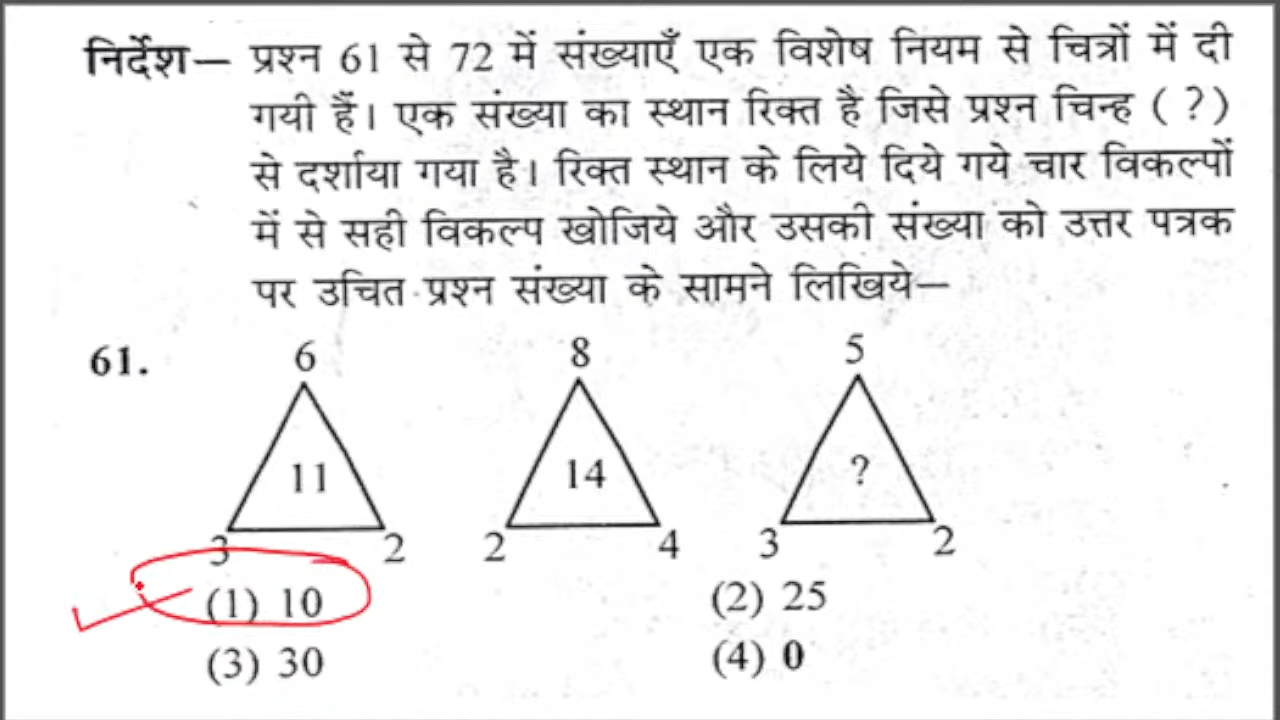 निर्देश— प्रश्न 61 से 72 में संख्याएँ एक विशेष नियम से चित्रों में दी
गयी हैं। एक संख्या का स्थान रिक्त है जिसे प्रश्न चिन्ह ( ? )
से दर्शाया गया है। रिक्त स्थान के लिये दिये गये चार विकल्पों
में से सही विकल्प खोजिये और उसकी संख्या को उत्तर पत्रक
पर उचित प्रश्न संख्या के सामने लिखिये—
61. 6 8 5
11 14 ?
3 2 2 4 3 2
(1) 10 (2) 25
(3) 30 (4) 0